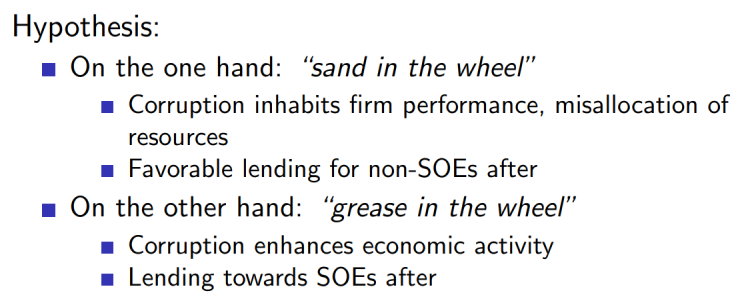 Hypothesis:
On the one hand: “sand in the wheel”
Corruption inhabits firm performance, misallocation of
resources
Favorable lending for non-SOEs after
On the other hand: “grease in the wheel”
Corruption enhances economic activity
Lending towards SOEs after